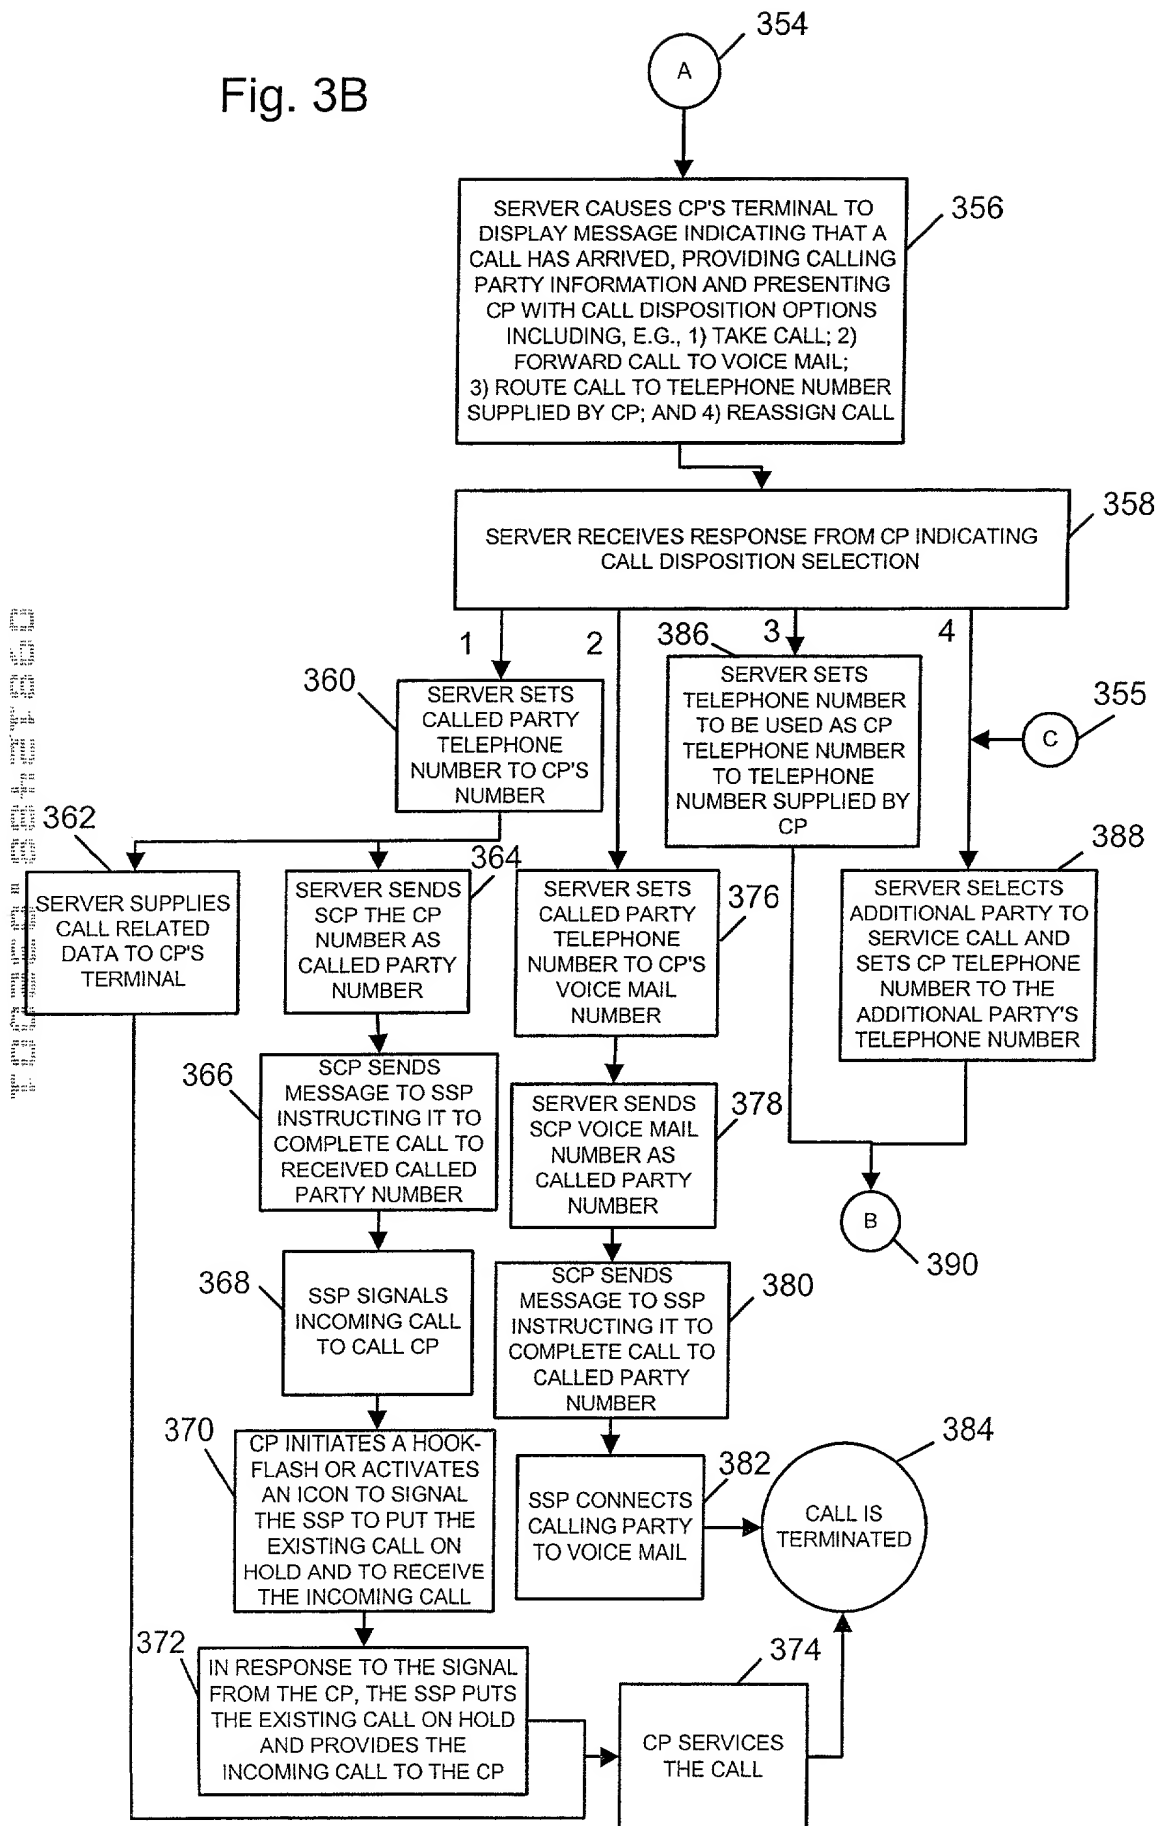 354
A
Fig. 3B
SERVER CAUSES CP'S TERMINAL TO
DISPLAY MESSAGE INDICATING THAT A
CALL HAS ARRIVED, PROVIDING CALLING
PARTY INFORMATION AND PRESENTING
CP WITH CALL DISPOSITION OPTIONS
INCLUDING, E.G., 1) TAKE CALL; 2)
FORWARD CALL TO VOICE MAIL;
3) ROUTE CALL TO TELEPHONE NUMBER
SUPPLIED BY CP; AND 4) REASSIGN CALL
356
SERVER RECEIVES RESPONSE FROM CP INDICATING
CALL DISPOSITION SELECTION
358
1
2
3
4
360
SERVER SETS
CALLED PARTY
TELEPHONE
NUMBER TO CP'S
NUMBER
386
SERVER SETS
TELEPHONE NUMBER
TO BE USED AS CP
TELEPHONE NUMBER
TO TELEPHONE
NUMBER SUPPLIED BY
CP
C
355
362
SERVER SUPPLIES
CALL RELATED
DATA TO CP'S
TERMINAL
364
SERVER SENDS
SCP THE CP
NUMBER AS
CALLED PARTY
NUMBER
SERVER SETS
CALLED PARTY
TELEPHONE
NUMBER TO CP'S
VOICE MAIL
NUMBER
376
388
SERVER SELECTS
ADDITIONAL PARTY TO
SERVICE CALL AND
SETS CP TELEPHONE
NUMBER TO THE
ADDITIONAL PARTY'S
TELEPHONE NUMBER
366
SCP SENDS
MESSAGE TO SSP
INSTRUCTING IT TO
COMPLETE CALL TO
RECEIVED CALLED
PARTY NUMBER
SERVER SENDS
SCP VOICE MAIL
NUMBER AS
CALLED PARTY
NUMBER
378
B
390
368
SSP SIGNALS
INCOMING CALL
TO CALL CP
SCP SENDS
MESSAGE TO SSP
INSTRUCTING IT TO
COMPLETE CALL TO
CALLED PARTY
NUMBER
380
370
CP INITIATES A HOOK-
FLASH OR ACTIVATES
AN ICON TO SIGNAL
THE SSP TO PUT THE
EXISTING CALL ON
HOLD AND TO RECEIVE
THE INCOMING CALL
SSP CONNECTS
CALLING PARTY
TO VOICE MAIL
382
384
CALL IS
TERMINATED
372
IN RESPONSE TO THE SIGNAL
FROM THE CP, THE SSP PUTS
THE EXISTING CALL ON HOLD
AND PROVIDES THE
INCOMING CALL TO THE CP
374
CP SERVICES
THE CALL